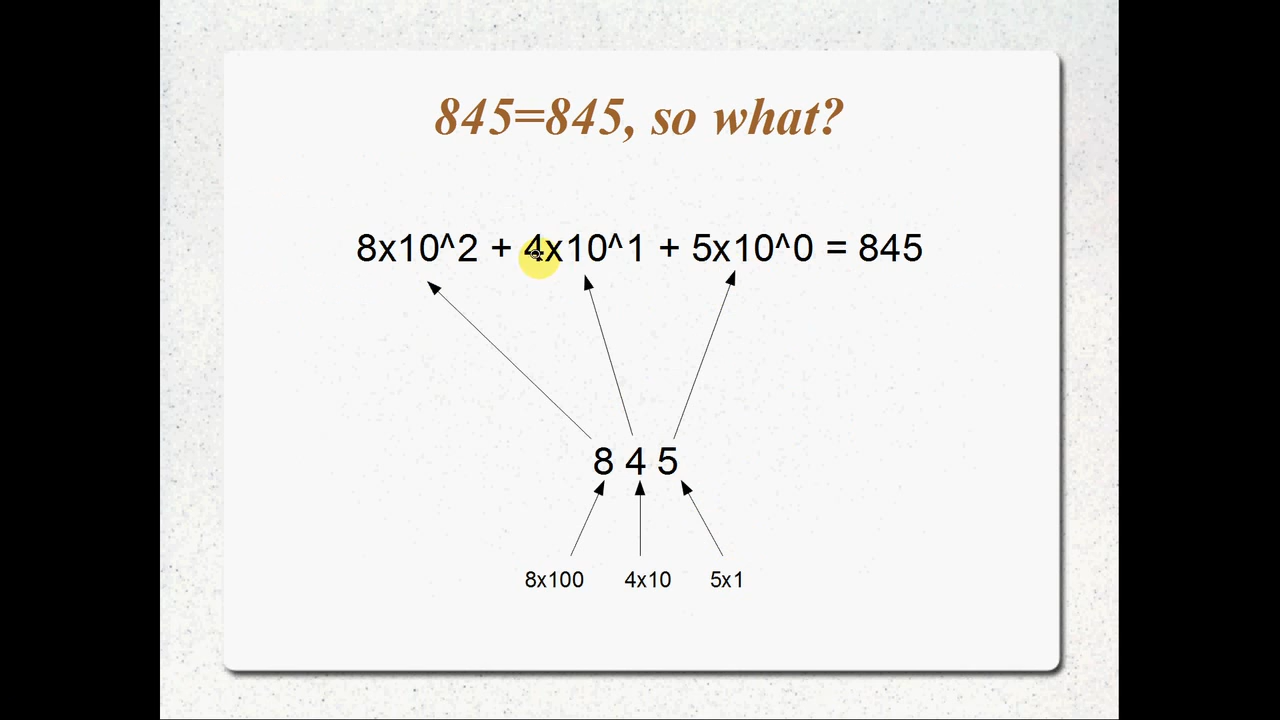 845=845, so what?
8x10^2 + 4x10^1 + 5x10^0 = 845
8 4 5
8x100 4x10 5x1